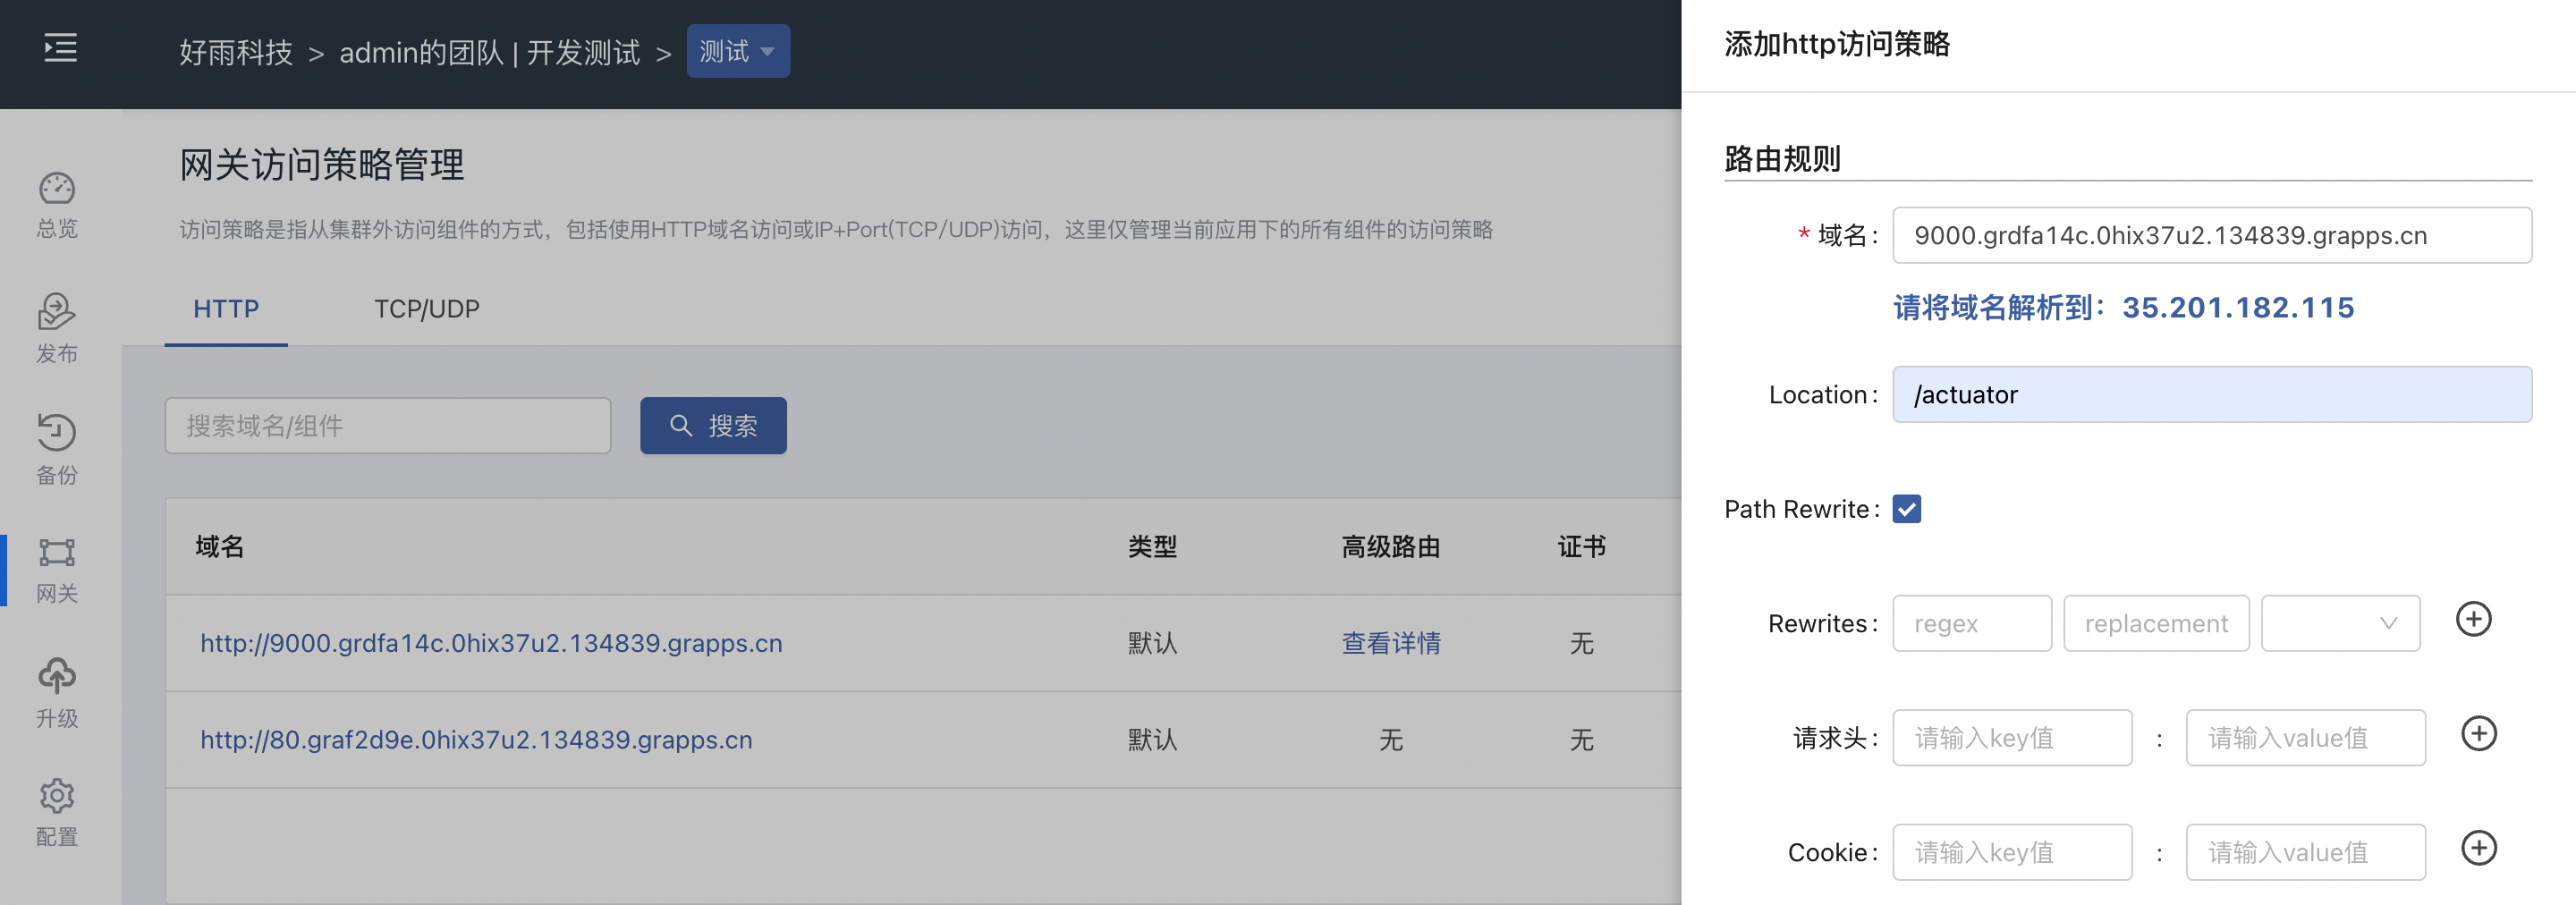 好雨科技 > admin的团队 | 开发测试 > 测试
总览
发布
备份
网关
升级
配置
网关访问策略管理
访问策略是指从集群外访问组件的方式，包括使用HTTP域名访问或IP+Port(TCP/UDP)访问，这里仅管理当前应用下的所有组件的访问策略
HTTP TCP/UDP
搜索域名/组件 搜索
域名 类型 高级路由 证书
http://9000.grdfa14c.0hix37u2.134839.grapps.cn 默认 查看详情 无
http://80.graf2d9e.0hix37u2.134839.grapps.cn 默认 无 无
添加http访问策略
路由规则
* 域名: 9000.grdfa14c.0hix37u2.134839.grapps.cn
请将域名解析到：35.201.182.115
Location: /actuator
Path Rewrite:
Rewrites: regex replacement
请求头: 请输入key值 : 请输入value值
Cookie: 请输入key值 : 请输入value值